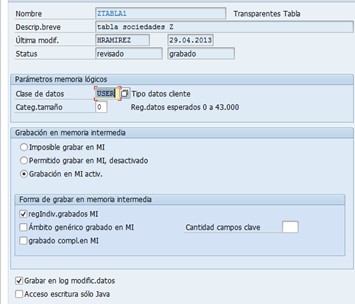 Nombre ZTABLA1 Transparentes Tabla
Descrip.breve tabla sociedades Z
Última modif. HRAMIREZ 29.04.2013
Status revisado grabado
Parámetros memoria lógicos
Clase de datos USER Tipo datos cliente
Categ.tamaño 0 Reg.datos esperados 0 a 43.000
Grabación en memoria intermedia
Imposible grabar en MI
Permitido grabar en MI, desactivado
Grabación en MI activ.
Forma de grabar en memoria intermedia
regIndiv.grabados MI
Ámbito genérico grabado en MI Cantidad campos clave
grabado compl.en MI
Grabar en log modific.datos
Acceso escritura sólo Java